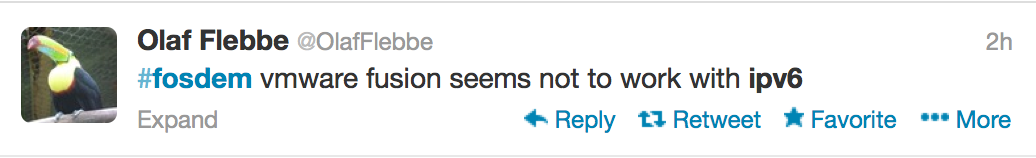 Olaf Flebbe @OlafFlebbe 2h
#fosdem vmware fusion seems not to work with ipv6
Expand Reply Retweet Favorite More